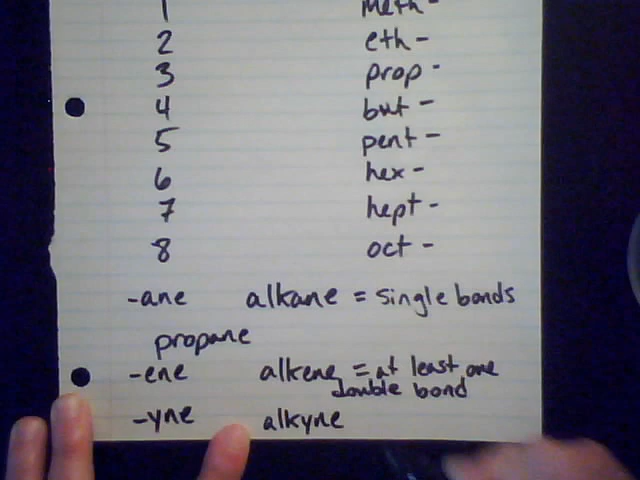 1 Meth-
2 eth-
3 prop-
4 but-
5 pent-
6 hex-
7 hept-
8 oct-
-ane alkane = single bonds
propane
-ene alkene = at least one
double bond
-yne alkyne